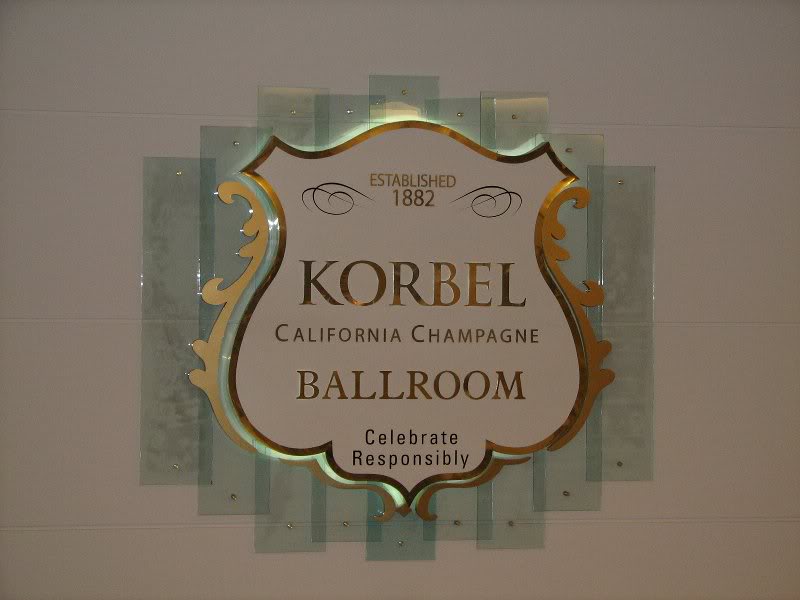 ESTABLISHED
1882
KORBEL
CALIFORNIA CHAMPAGNE
BALLROOM
Celebrate
Responsibly